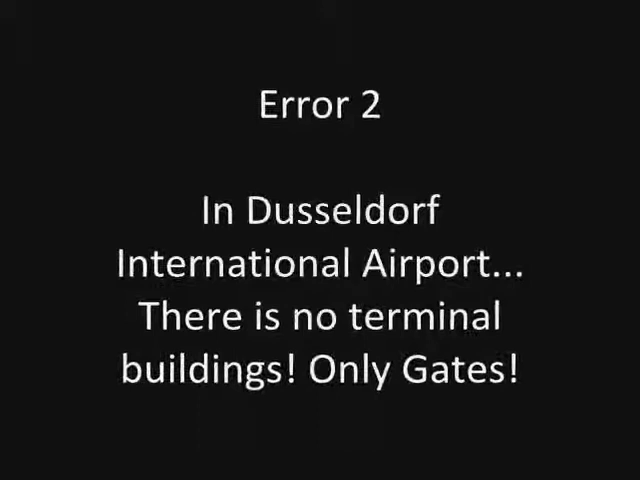 Error 2
In Dusseldorf
International Airport...
There is no terminal
buildings! Only Gates!